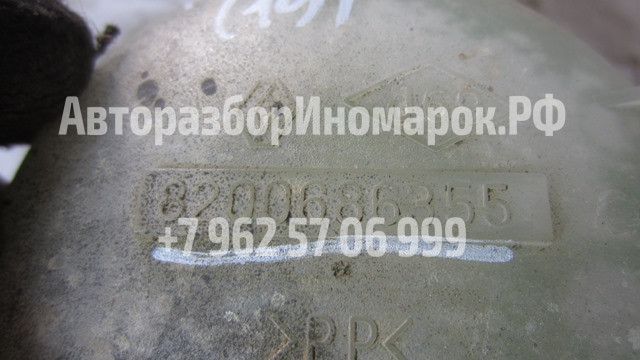 АвторазборИномарок.РФ
8200686355
+7 962 57 06 999
>PP<